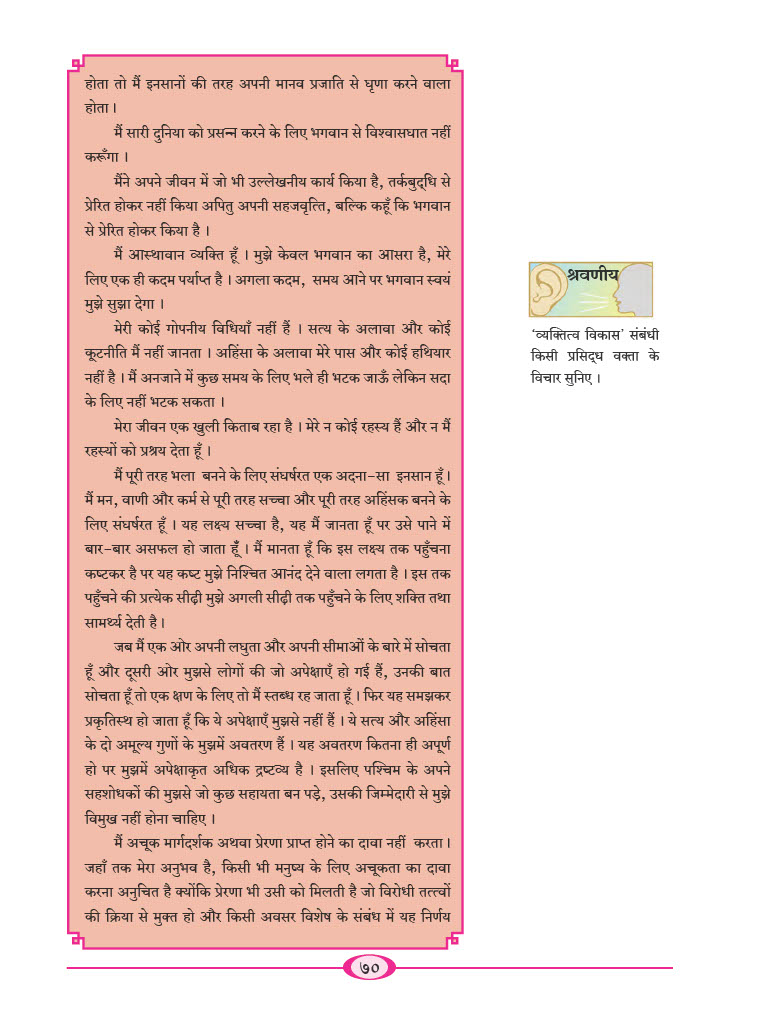 होता तो मैं इनसानों की तरह अपनी मानव प्रजाति से घृणा करने वाला
होता ।
मैं सारी दुनिया को प्रसन्न करने के लिए भगवान से विश्वासघात नहीं
करूँगा ।
मैंने अपने जीवन में जो भी उल्लेखनीय कार्य किया है, तर्कबुद्धि से
प्रेरित होकर नहीं किया अपितु अपनी सहजवृत्ति, बल्कि कहूँ कि भगवान
से प्रेरित होकर किया है ।
मैं आस्थावान व्यक्ति हूँ । मुझे केवल भगवान का आसरा है, मेरे
लिए एक ही कदम पर्याप्त है । अगला कदम, समय आने पर भगवान स्वयं
मुझे सुझा देगा ।
मेरी कोई गोपनीय विधियाँ नहीं हैं । सत्य के अलावा और कोई
कूटनीति मैं नहीं जानता । अहिंसा के अलावा मेरे पास और कोई हथियार
नहीं है । मैं अनजाने में कुछ समय के लिए भले ही भटक जाऊँ लेकिन सदा
के लिए नहीं भटक सकता ।
मेरा जीवन एक खुली किताब रहा है । मेरे न कोई रहस्य हैं और न मैं
रहस्यों को प्रश्रय देता हूँ ।
मैं पूरी तरह भला बनने के लिए संघर्षरत एक अदना-सा इनसान हूँ ।
मैं मन, वाणी और कर्म से पूरी तरह सच्चा और पूरी तरह अहिंसक बनने के
लिए संघर्षरत हूँ । यह लक्ष्य सच्चा है, यह मैं जानता हूँ पर उसे पाने में
बार-बार असफल हो जाता हूँ । मैं मानता हूँ कि इस लक्ष्य तक पहुँचना
कष्टकर है पर यह कष्ट मुझे निश्चित आनंद देने वाला लगता है । इस तक
पहुँचने की प्रत्येक सीढ़ी मुझे अगली सीढ़ी तक पहुँचने के लिए शक्ति तथा
सामर्थ्य देती है ।
जब मैं एक ओर अपनी लघुता और अपनी सीमाओं के बारे में सोचता
हूँ और दूसरी ओर मुझसे लोगों की जो अपेक्षाएँ हो गई हैं, उनकी बात
सोचता हूँ तो एक क्षण के लिए तो मैं स्तब्ध रह जाता हूँ । फिर यह समझकर
प्रकृतिस्थ हो जाता हूँ कि ये अपेक्षाएँ मुझसे नहीं हैं । ये सत्य और अहिंसा
के दो अमूल्य गुणों के मुझमें अवतरण हैं । यह अवतरण कितना ही अपूर्ण
हो पर मुझमें अपेक्षाकृत अधिक द्रष्टव्य है । इसलिए पश्चिम के अपने
सहशोधकों की मुझसे जो कुछ सहायता बन पड़े, उसकी जिम्मेदारी से मुझे
विमुख नहीं होना चाहिए ।
मैं अचूक मार्गदर्शक अथवा प्रेरणा प्राप्त होने का दावा नहीं करता ।
जहाँ तक मेरा अनुभव है, किसी भी मनुष्य के लिए अचूकता का दावा
करना अनुचित है क्योंकि प्रेरणा भी उसी को मिलती है जो विरोधी तत्त्वों
की क्रिया से मुक्त हो और किसी अवसर विशेष के संबंध में यह निर्णय
श्रवणीय
‘व्यक्तित्व विकास’ संबंधी
किसी प्रसिद्ध वक्ता के
विचार सुनिए ।
७०